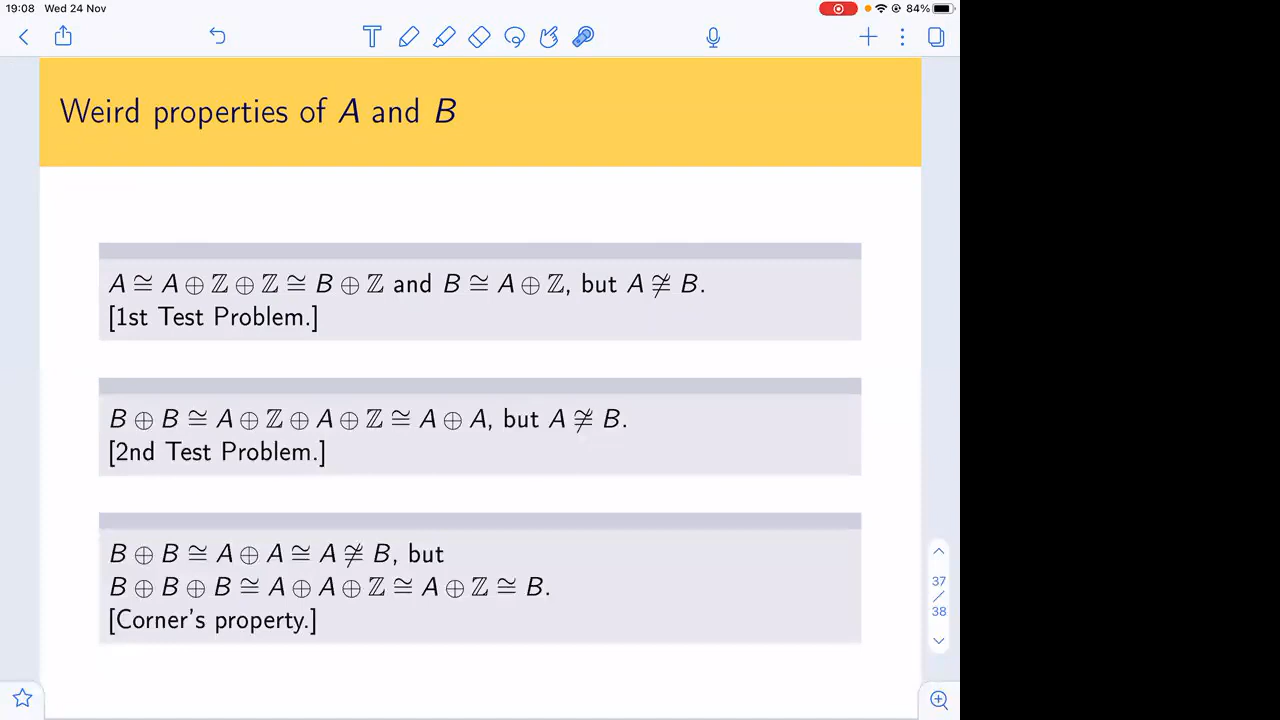 19:08 Wed 24 Nov
84%
Weird properties of A and B
A ≅ A ⊕ ℤ ⊕ ℤ ≅ B ⊕ ℤ and B ≅ A ⊕ ℤ, but A ≇ B.
[1st Test Problem.]
B ⊕ B ≅ A ⊕ ℤ ⊕ A ⊕ ℤ ≅ A ⊕ A, but A ≇ B.
[2nd Test Problem.]
B ⊕ B ≅ A ⊕ A ≅ A ≇ B, but
B ⊕ B ⊕ B ≅ A ⊕ A ⊕ ℤ ≅ A ⊕ ℤ ≅ B.
[Corner's property.]
37
/
38